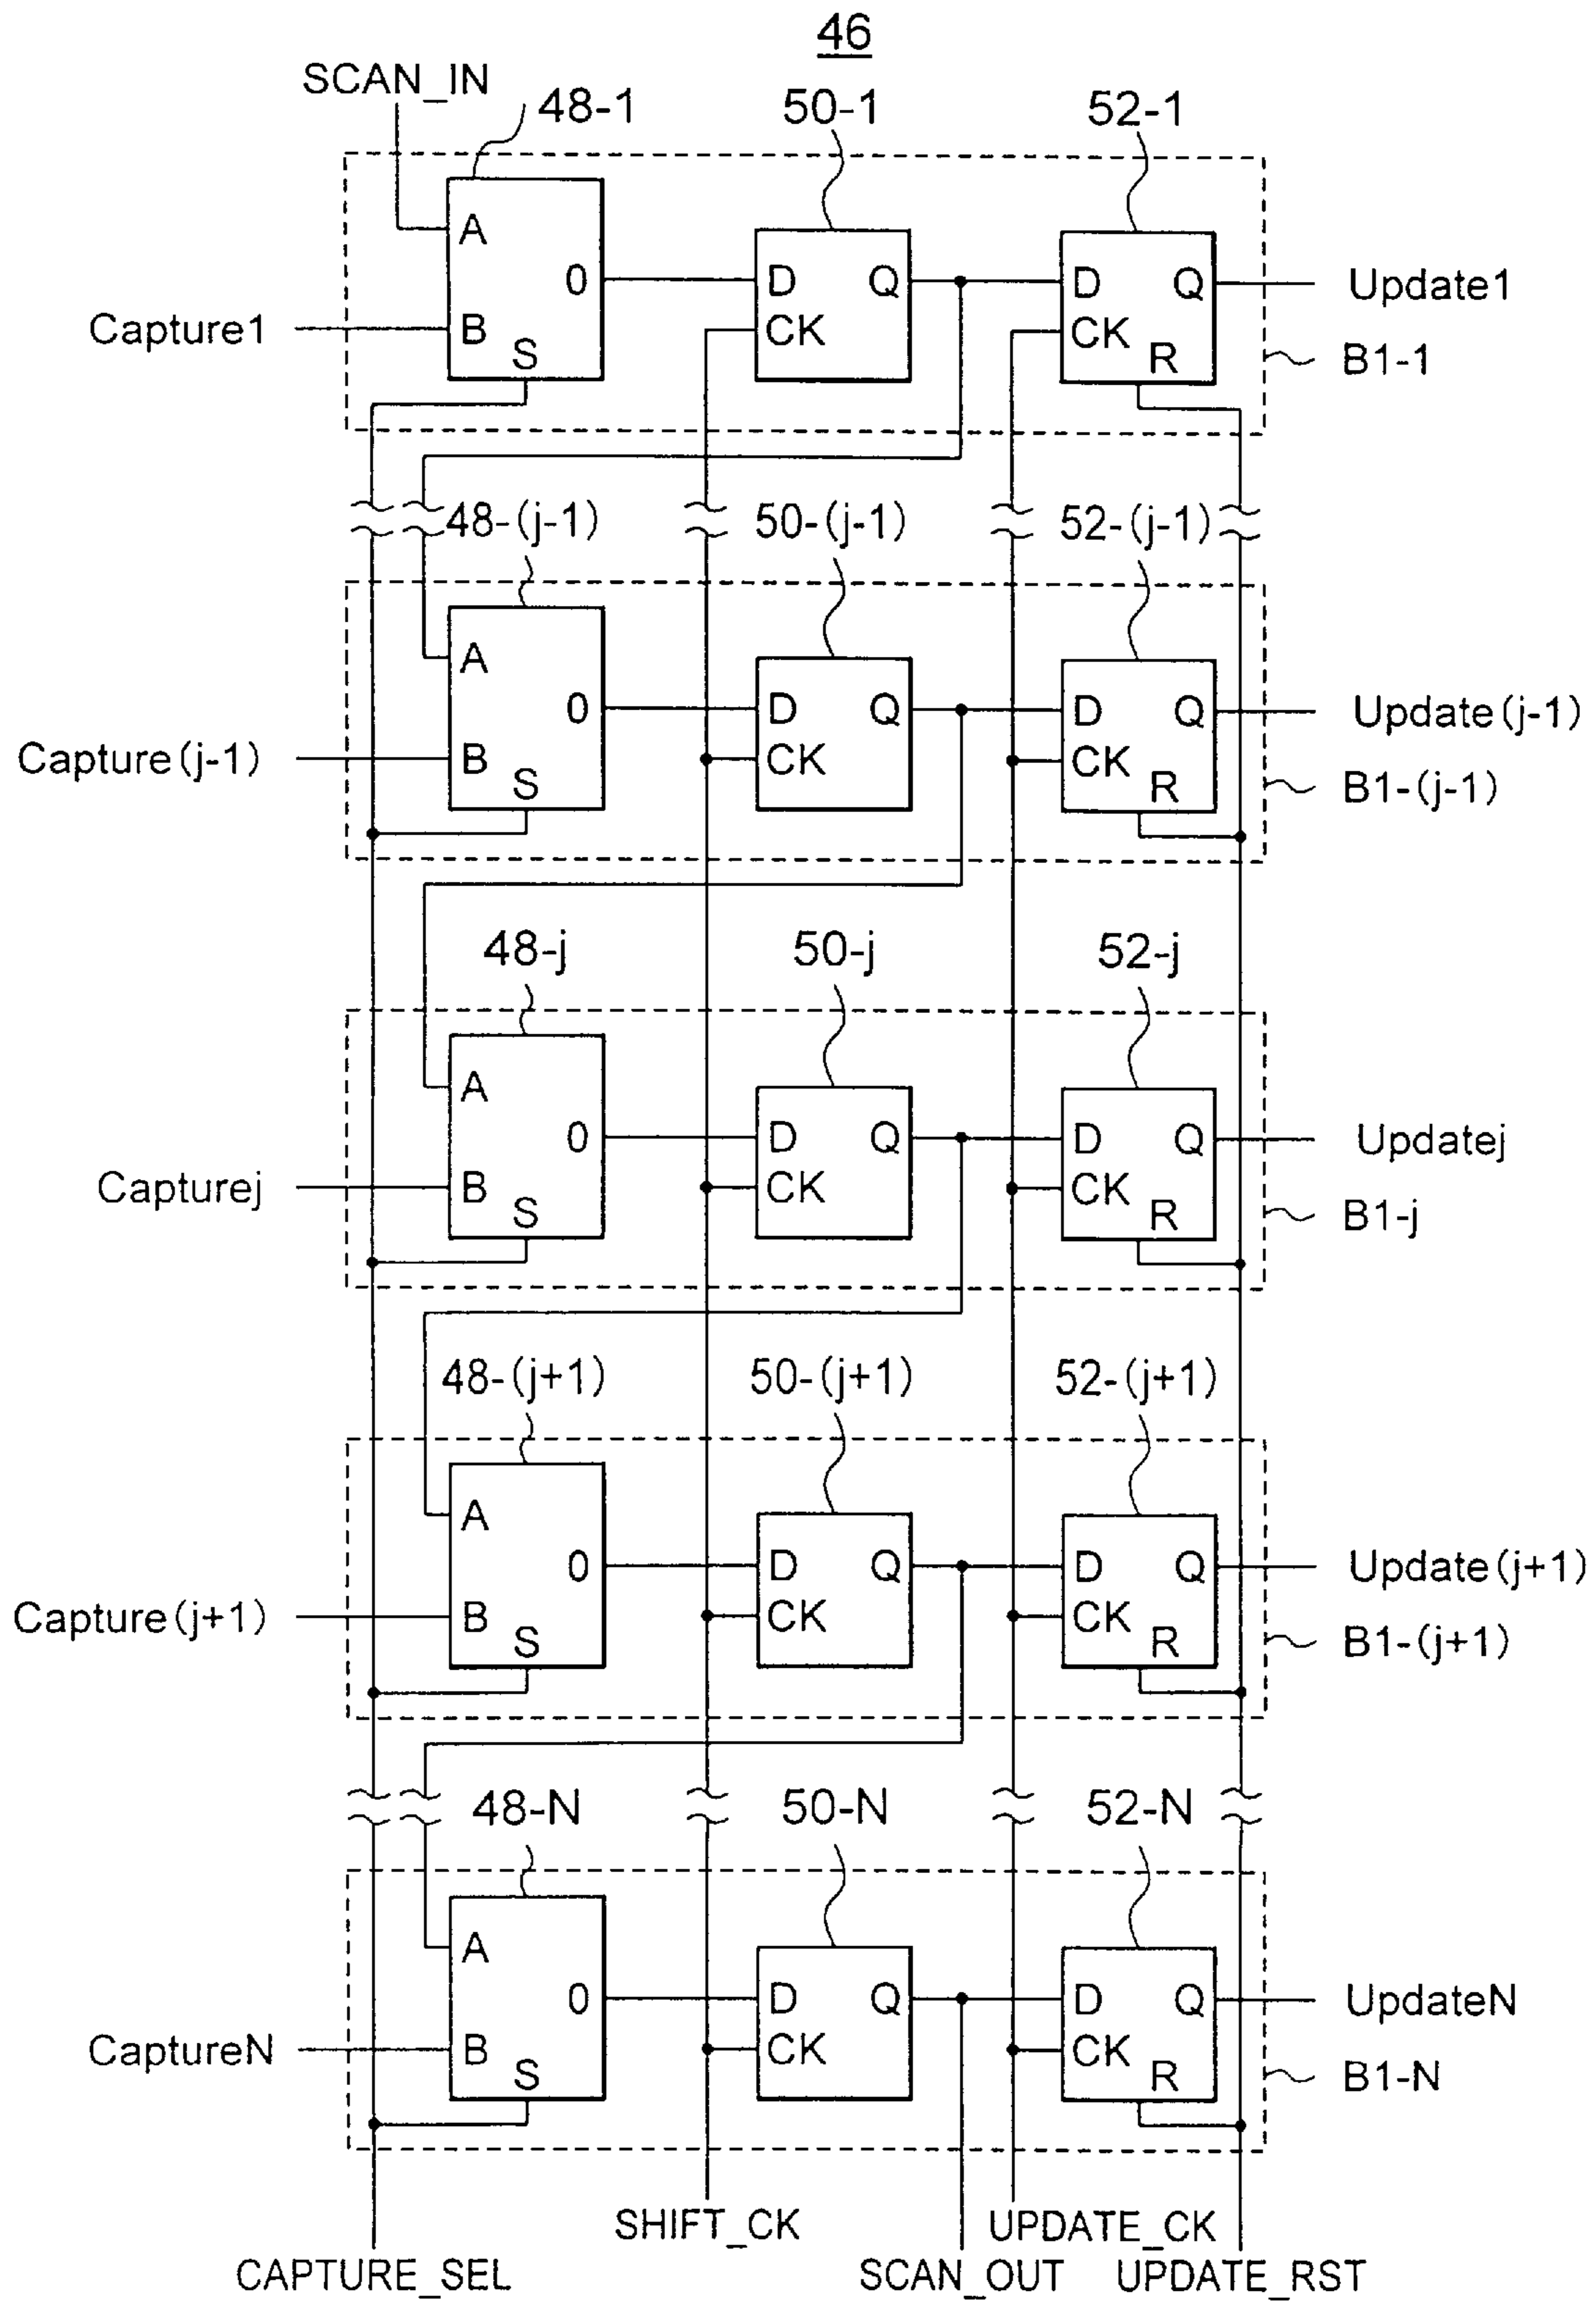 46
SCAN_IN
48-1
50-1
52-1
A
B
S
0
D
CK
Q
D
CK
Q
R
Capture1
Update1
B1-1
48-(j-1)
50-(j-1)
52-(j-1)
A
B
S
0
D
CK
Q
D
CK
Q
R
Capture(j-1)
Update(j-1)
B1-(j-1)
48-j
50-j
52-j
A
B
S
0
D
CK
Q
D
CK
Q
R
Capturej
Updatej
B1-j
48-(j+1)
50-(j+1)
52-(j+1)
A
B
S
0
D
CK
Q
D
CK
Q
R
Capture(j+1)
Update(j+1)
B1-(j+1)
48-N
50-N
52-N
A
B
S
0
D
CK
Q
D
CK
Q
R
CaptureN
UpdateN
B1-N
SHIFT_CK
UPDATE_CK
CAPTURE_SEL
SCAN_OUT
UPDATE_RST